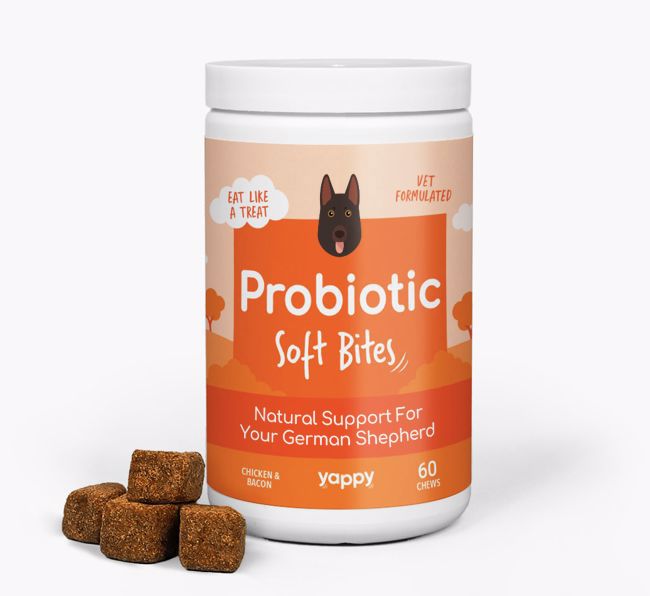 EAT LIKE
A TREAT
VET
FORMULATED
Probiotic
Soft Bites
Natural Support For
Your German Shepherd
CHICKEN &
BACON
yappy
60
CHEWS